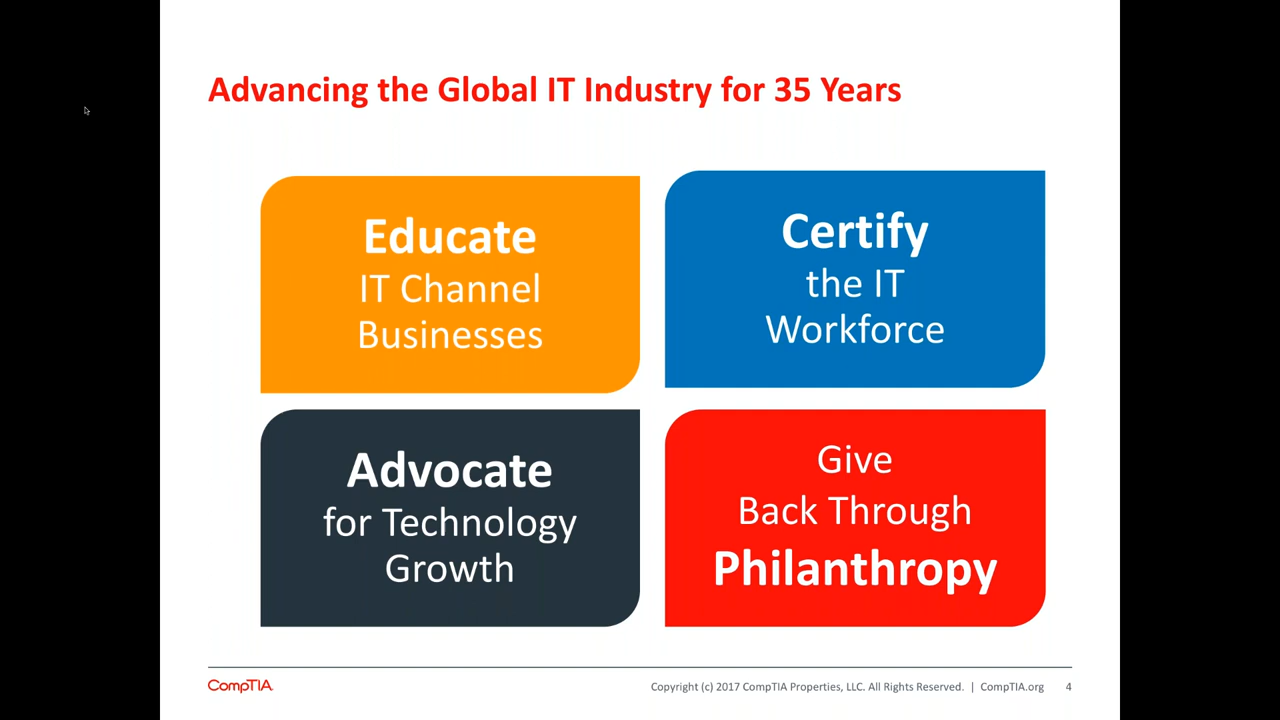 Advancing the Global IT Industry for 35 Years
Educate
IT Channel
Businesses
Certify
the IT
Workforce
Advocate
for Technology
Growth
Give
Back Through
Philanthropy
CompTIA.
Copyright (c) 2017 CompTIA Properties, LLC. All Rights Reserved. | CompTIA.org 4